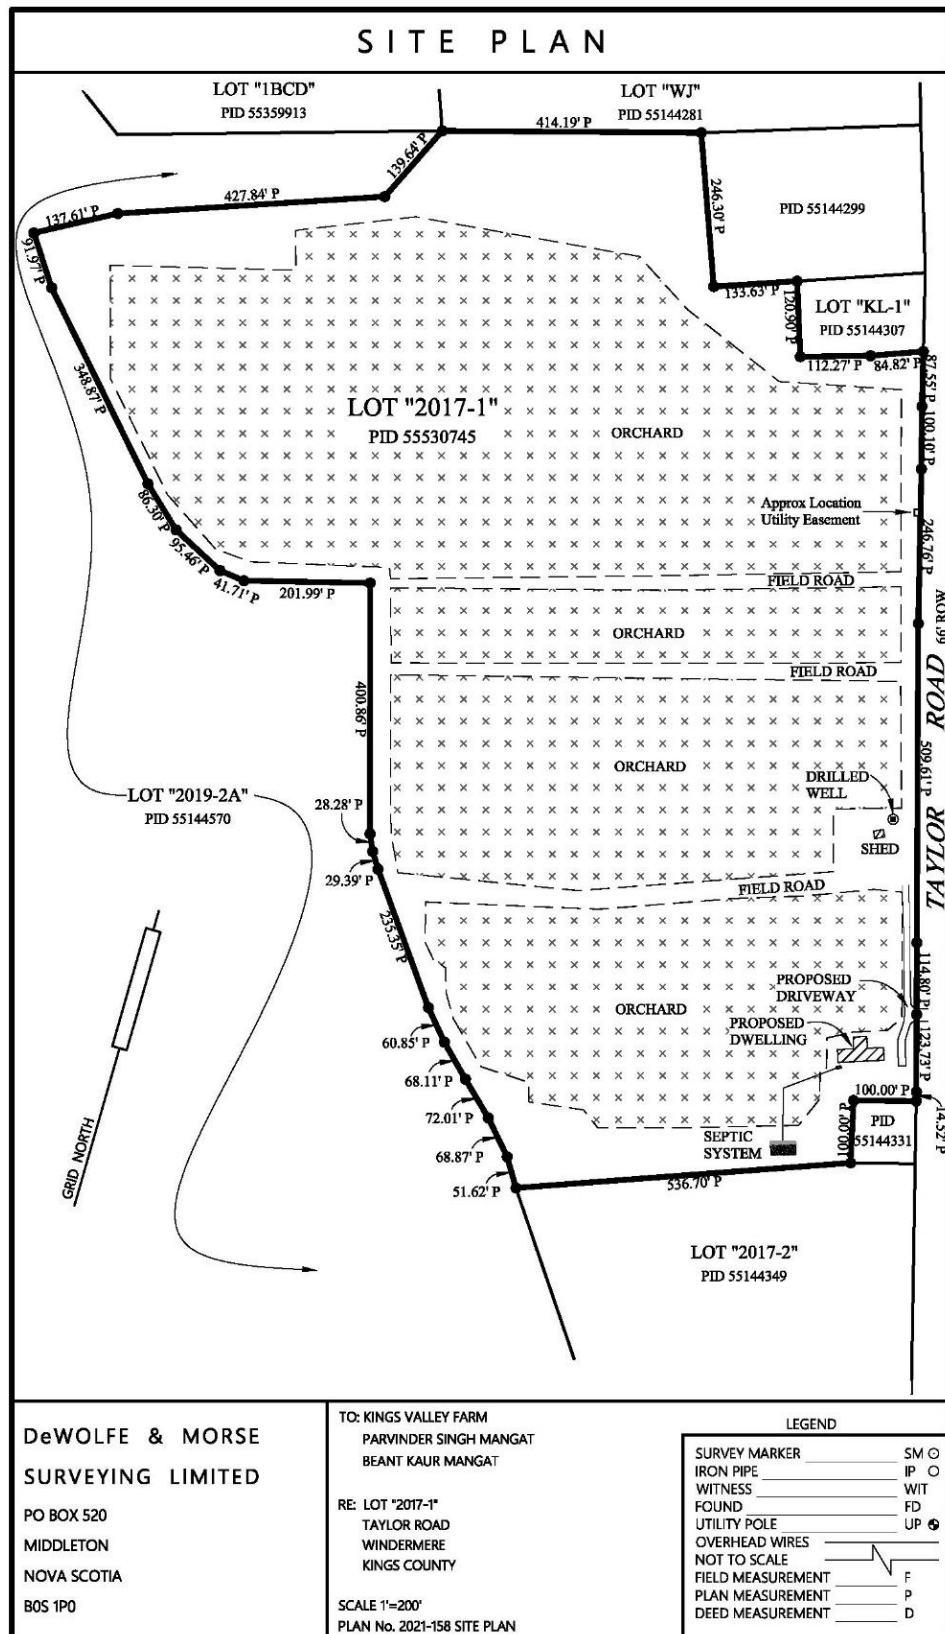 SITE PLAN
LOT "1BCD"
PID 55359913
LOT "WJ"
PID 55144281
414.19' P
139.64' P
427.84' P
137.61' P
91.97' P
246.30' P
PID 55144299
133.63' P
120.90' P
LOT "KL-1"
PID 55144307
112.27' P
84.82' P
87.55' P
100.10' P
348.87' P
LOT "2017-1"
PID 55530745
ORCHARD
86.30' P
95.46' P
41.71' P
201.99' P
Approx Location
Utility Easement
246.76' P
FIELD ROAD
ORCHARD
FIELD ROAD
66' ROW
TAYLOR ROAD
509.61' P
400.86' P
ORCHARD
DRILLED
WELL
SHED
LOT "2019-2A"
PID 55144570
28.28' P
29.39' P
FIELD ROAD
235.35' P
114.80' P
ORCHARD
PROPOSED
DRIVEWAY
PROPOSED
DWELLING
123.73' P
60.85' P
68.11' P
72.01' P
68.87' P
51.62' P
100.00' P
14.52' P
100.00' P
PID
55144331
SEPTIC
SYSTEM
536.70' P
GRID NORTH
LOT "2017-2"
PID 55144349
DeWOLFE & MORSE
SURVEYING LIMITED
PO BOX 520
MIDDLETON
NOVA SCOTIA
B0S 1P0
TO: KINGS VALLEY FARM
PARVINDER SINGH MANGAT
BEANT KAUR MANGAT
RE: LOT "2017-1"
TAYLOR ROAD
WINDERMERE
KINGS COUNTY
SCALE 1"=200'
PLAN No. 2021-158 SITE PLAN
LEGEND
SURVEY MARKER SM
IRON PIPE IP
WITNESS WIT
FOUND FD
UTILITY POLE UP
OVERHEAD WIRES
NOT TO SCALE
FIELD MEASUREMENT F
PLAN MEASUREMENT P
DEED MEASUREMENT D